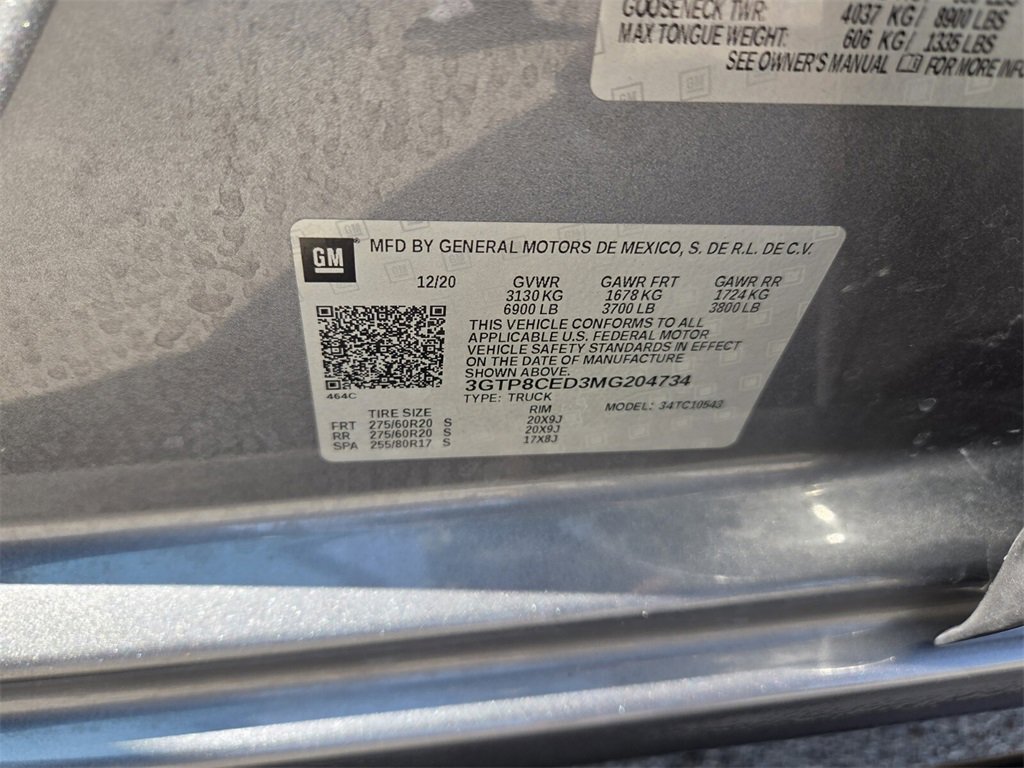 GOOSENECK TWR: 4037 KG/ 8900 LBS
MAX TONGUE WEIGHT: 606 KG/ 1335 LBS
SEE OWNER'S MANUAL FOR MORE
GM ® MFD BY GENERAL MOTORS DE MEXICO, S. DE R.L. DE C.V.
12/20 GVWR GAWR FRT GAWR RR
3130 KG 1678 KG 1724 KG
6900 LB 3700 LB 3800 LB
THIS VEHICLE CONFORMS TO ALL
APPLICABLE U.S. FEDERAL MOTOR
VEHICLE SAFETY STANDARDS IN EFFECT
ON THE DATE OF MANUFACTURE
SHOWN ABOVE.
3GTP8CED3MG204734
464C TYPE: TRUCK MODEL: 34TC10543
TIRE SIZE RIM
FRT 275/60R20 S 20X9J
RR 275/60R20 S 20X9J
SPA 255/80R17 S 17X8J